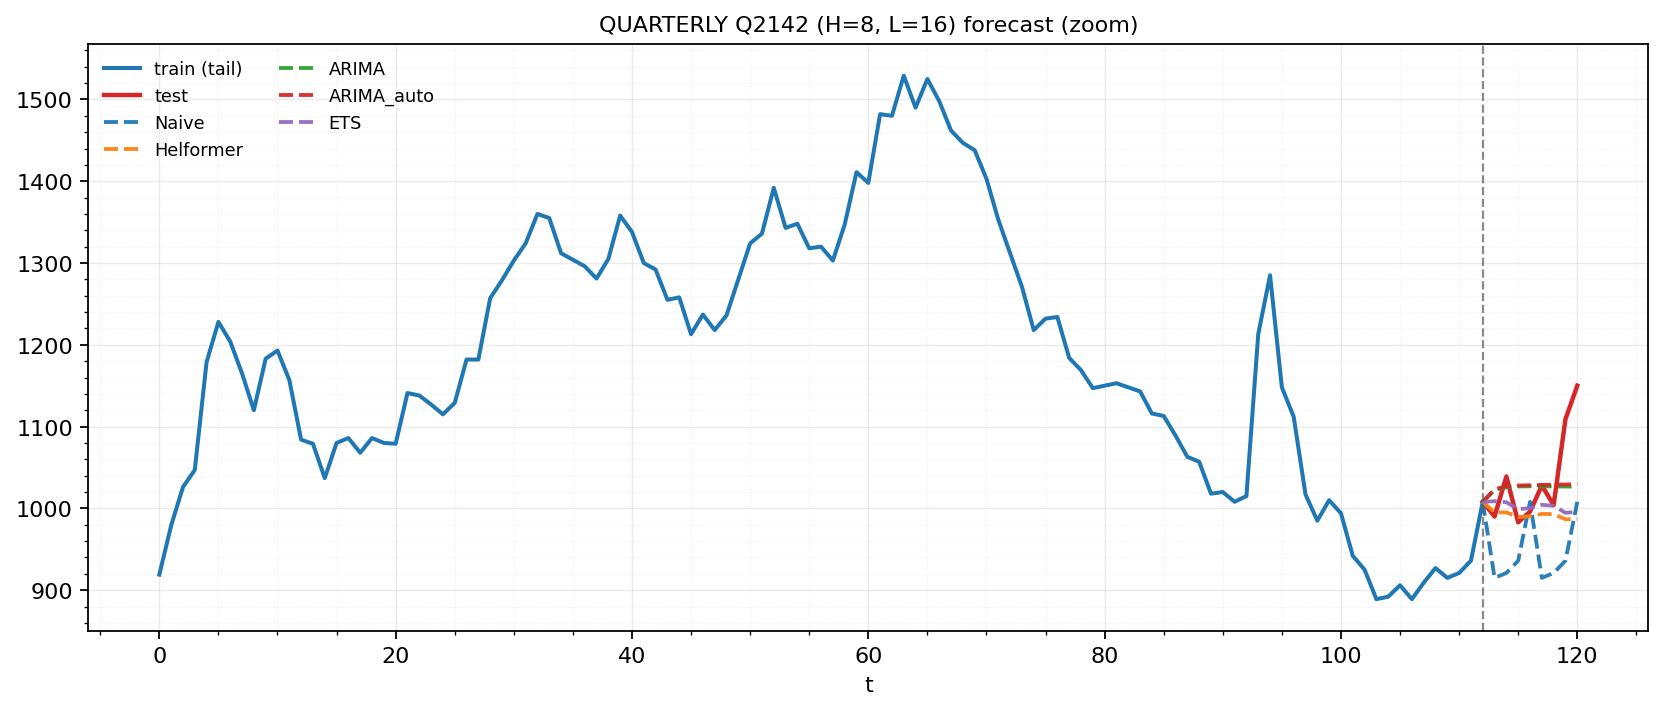 QUARTERLY Q2142 (H=8, L=16) forecast (zoom)
train (tail)
test
Naive
Helformer
ARIMA
ARIMA_auto
ETS
1500
1400
1300
1200
1100
1000
900
0 20 40 60 80 100 120
t